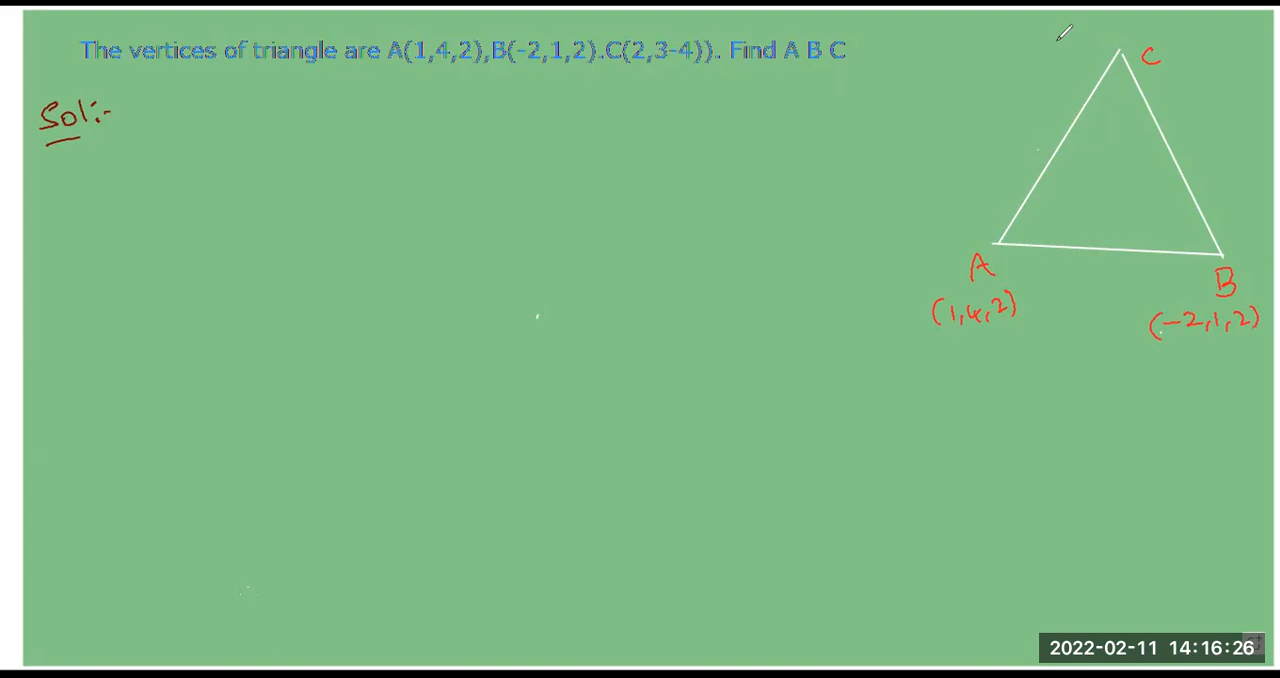 The vertices of triangle are A(1,4,2),B(-2,1,2).C(2,3-4)). Find A B C
Sol:-
C
A
B
(1,4,2)
(-2,1,2)
2022-02-11 14:16:26